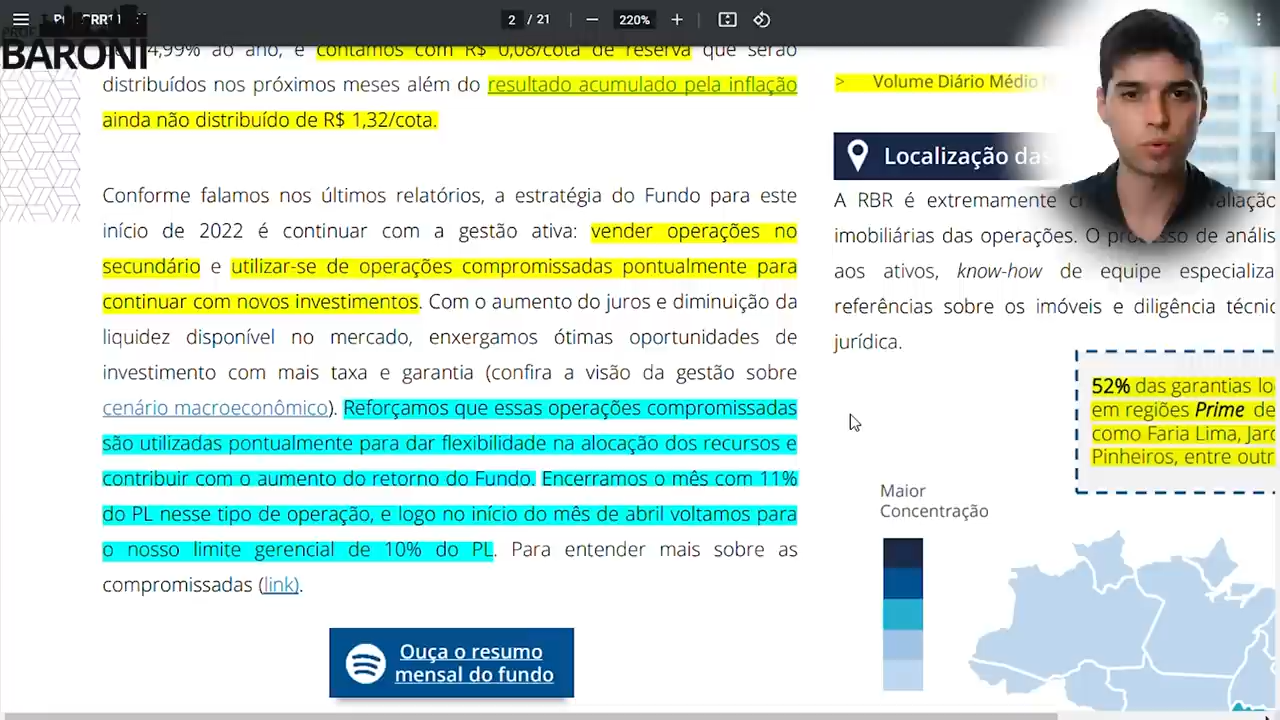 2 / 21
220%
PROF
BARONI
4,99% ao ano, e contamos com R$ 0,08/cota de reserva que serão
distribuídos nos próximos meses além do resultado acumulado pela inflação
ainda não distribuído de R$ 1,32/cota.
Conforme falamos nos últimos relatórios, a estratégia do Fundo para este
início de 2022 é continuar com a gestão ativa: vender operações no
secundário e utilizar-se de operações compromissadas pontualmente para
continuar com novos investimentos. Com o aumento do juros e diminuição da
liquidez disponível no mercado, enxergamos ótimas oportunidades de
investimento com mais taxa e garantia (confira a visão da gestão sobre
cenário macroeconômico). Reforçamos que essas operações compromissadas
são utilizadas pontualmente para dar flexibilidade na alocação dos recursos e
contribuir com o aumento do retorno do Fundo. Encerramos o mês com 11%
do PL nesse tipo de operação, e logo no início do mês de abril voltamos para
o nosso limite gerencial de 10% do PL. Para entender mais sobre as
compromissadas (link).
Ouça o resumo
mensal do fundo
> Volume Diário Médio
Localização das
A RBR é extremamente
imobiliárias das operações. O processo de anális
aos ativos, know-how de equipe especializa
referências sobre os imóveis e diligência técnic
jurídica.
52% das garantias lo
em regiões Prime de
como Faria Lima, Jard
Pinheiros, entre outr
Maior
Concentração